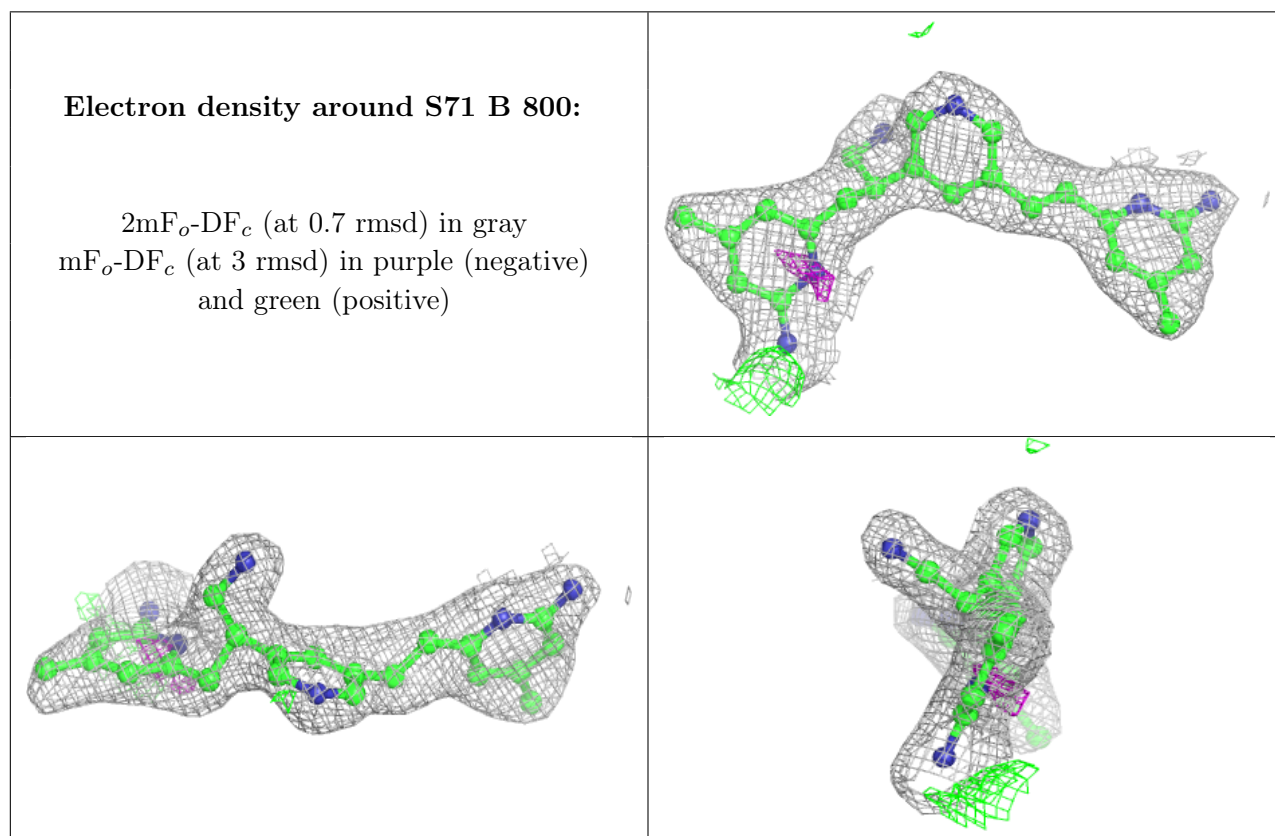 Electron density around S71 B 800:
2mFo-DFc (at 0.7 rmsd) in gray
mFo-DFc (at 3 rmsd) in purple (negative)
and green (positive)